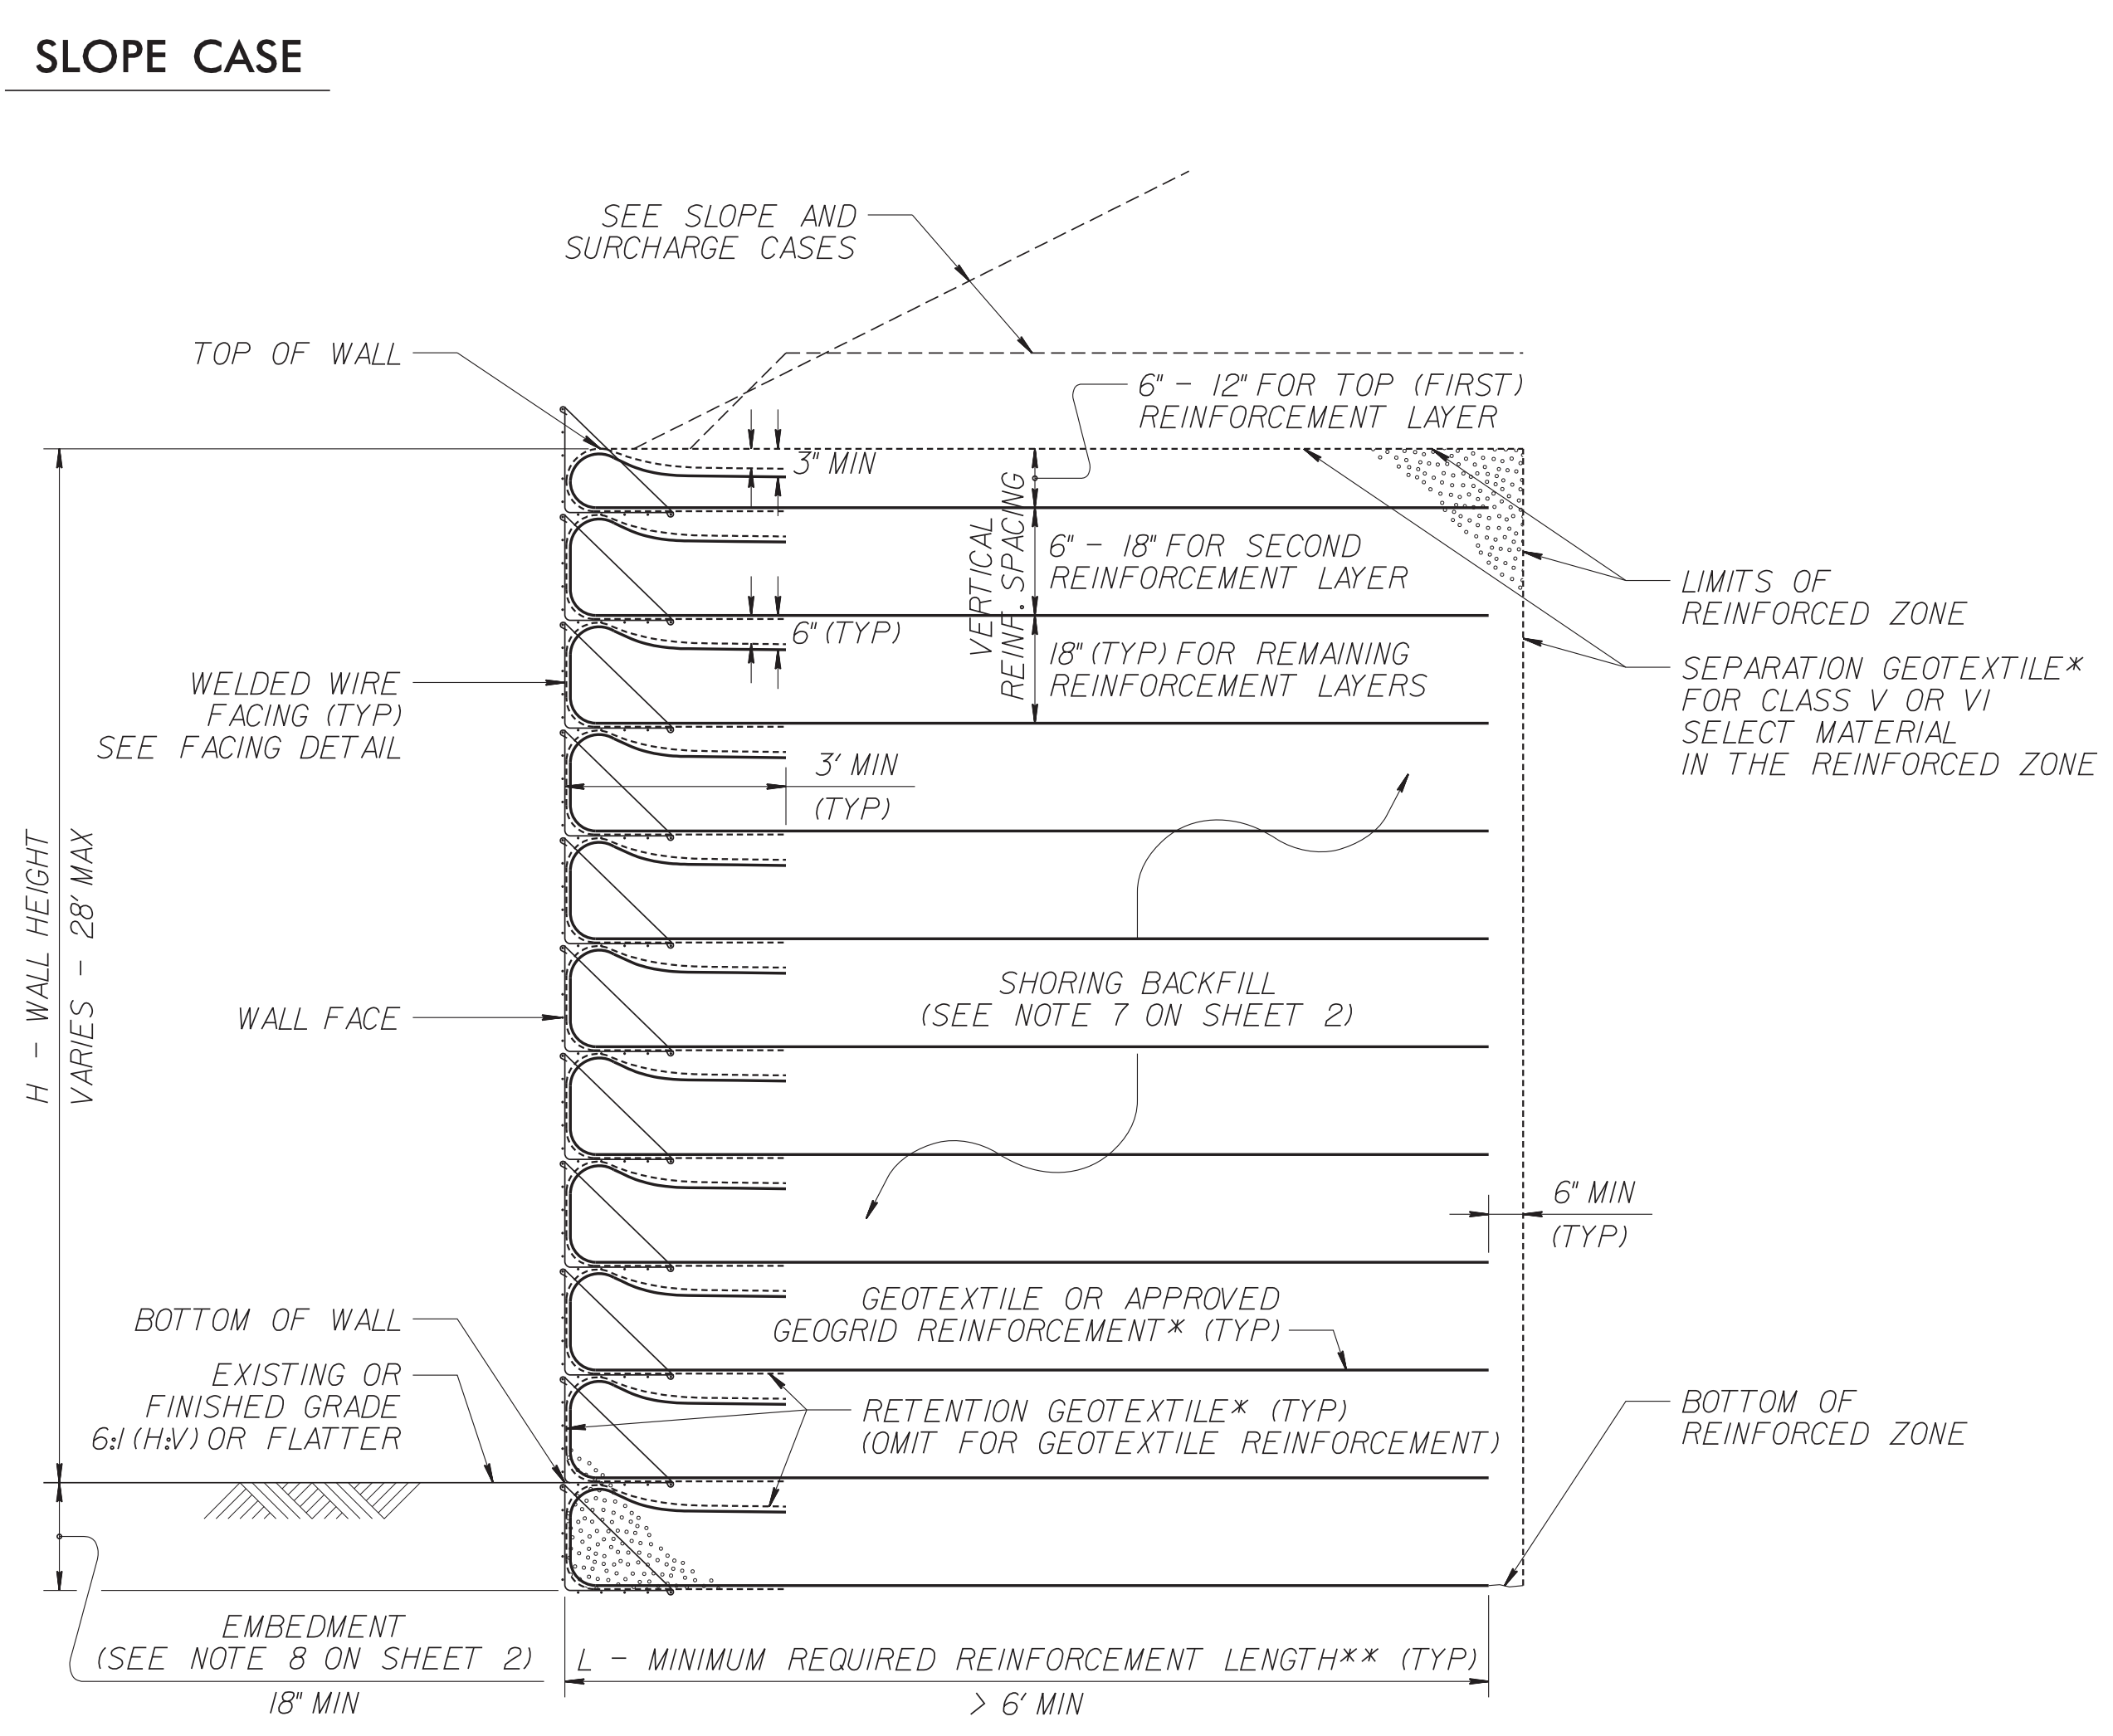 SLOPE CASE
SEE SLOPE AND
SURCHARGE CASES
TOP OF WALL
6" - 12" FOR TOP (FIRST)
REINFORCEMENT LAYER
3" MIN
VERTICAL
REINF. SPACING
6" - 18" FOR SECOND
REINFORCEMENT LAYER
LIMITS OF
REINFORCED ZONE
6" (TYP)
18" (TYP) FOR REMAINING
REINFORCEMENT LAYERS
SEPARATION GEOTEXTILE*
FOR CLASS V OR VI
SELECT MATERIAL
IN THE REINFORCED ZONE
WELDED WIRE
FACING (TYP)
SEE FACING DETAIL
3' MIN
(TYP)
H - WALL HEIGHT
VARIES - 28' MAX
WALL FACE
SHORING BACKFILL
(SEE NOTE 7 ON SHEET 2)
6" MIN
(TYP)
GEOTEXTILE OR APPROVED
GEOGRID REINFORCEMENT* (TYP)
BOTTOM OF WALL
EXISTING OR
FINISHED GRADE
6:1 (H:V) OR FLATTER
RETENTION GEOTEXTILE* (TYP)
(OMIT FOR GEOTEXTILE REINFORCEMENT)
BOTTOM OF
REINFORCED ZONE
EMBEDMENT
(SEE NOTE 8 ON SHEET 2)
18" MIN
L - MINIMUM REQUIRED REINFORCEMENT LENGTH** (TYP)
> 6' MIN